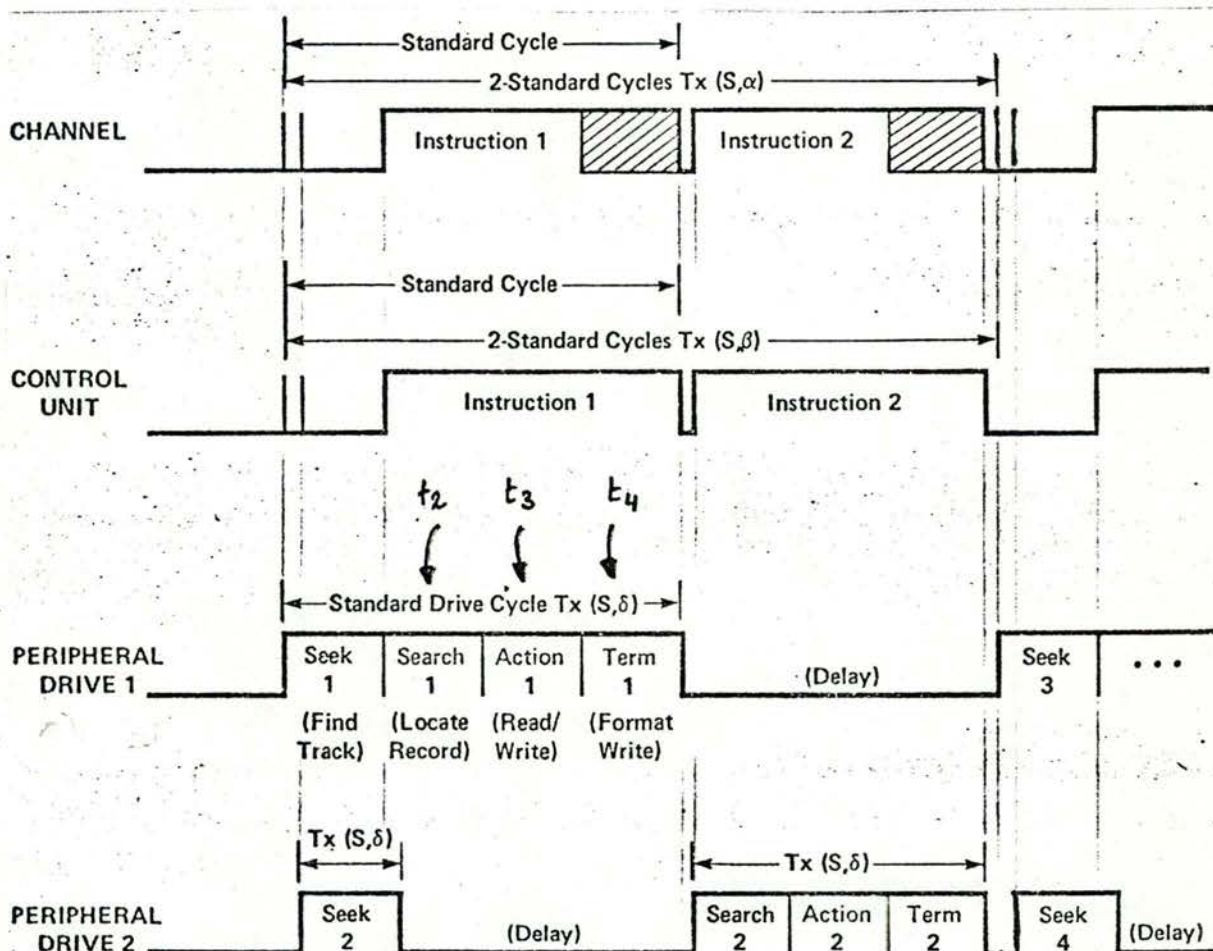 Standard Cycle
2-Standard Cycles Tx (S,α)
CHANNEL
Instruction 1
Instruction 2
Standard Cycle
2-Standard Cycles Tx (S,β)
CONTROL
UNIT
Instruction 1
Instruction 2
t2
t3
t4
Standard Drive Cycle Tx (S,δ)
PERIPHERAL
DRIVE 1
Seek
1
Search
1
Action
1
Term
1
(Delay)
Seek
3
• • •
(Find
Track)
(Locate
Record)
(Read/
Write)
(Format
Write)
Tx (S,δ)
Tx (S,δ)
PERIPHERAL
DRIVE 2
Seek
2
(Delay)
Search
2
Action
2
Term
2
Seek
4
(Delay)